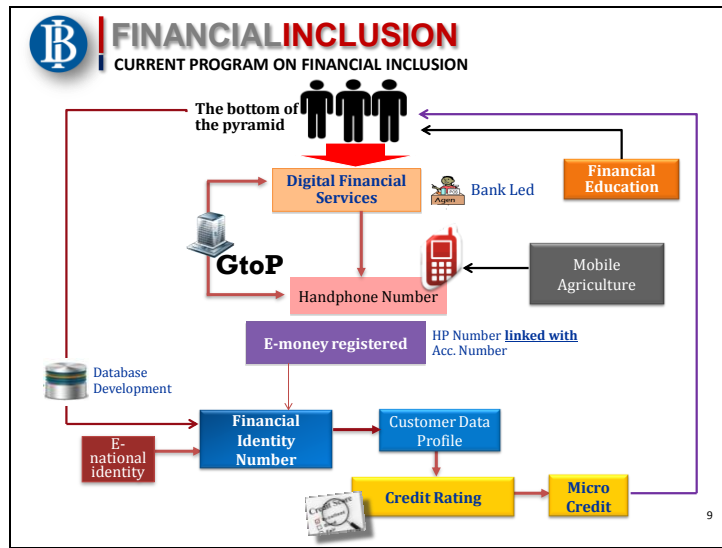 FINANCIALINCLUSION
CURRENT PROGRAM ON FINANCIAL INCLUSION
The bottom of
the pyramid
Financial
Education
Digital Financial
Services
Agen
Bank Led
GtoP
Mobile
Agriculture
Handphone Number
E-money registered
HP Number linked with
Acc. Number
Database
Development
Financial
Identity
Number
Customer Data
Profile
E-
national
identity
Credit Rating
Micro
Credit
9